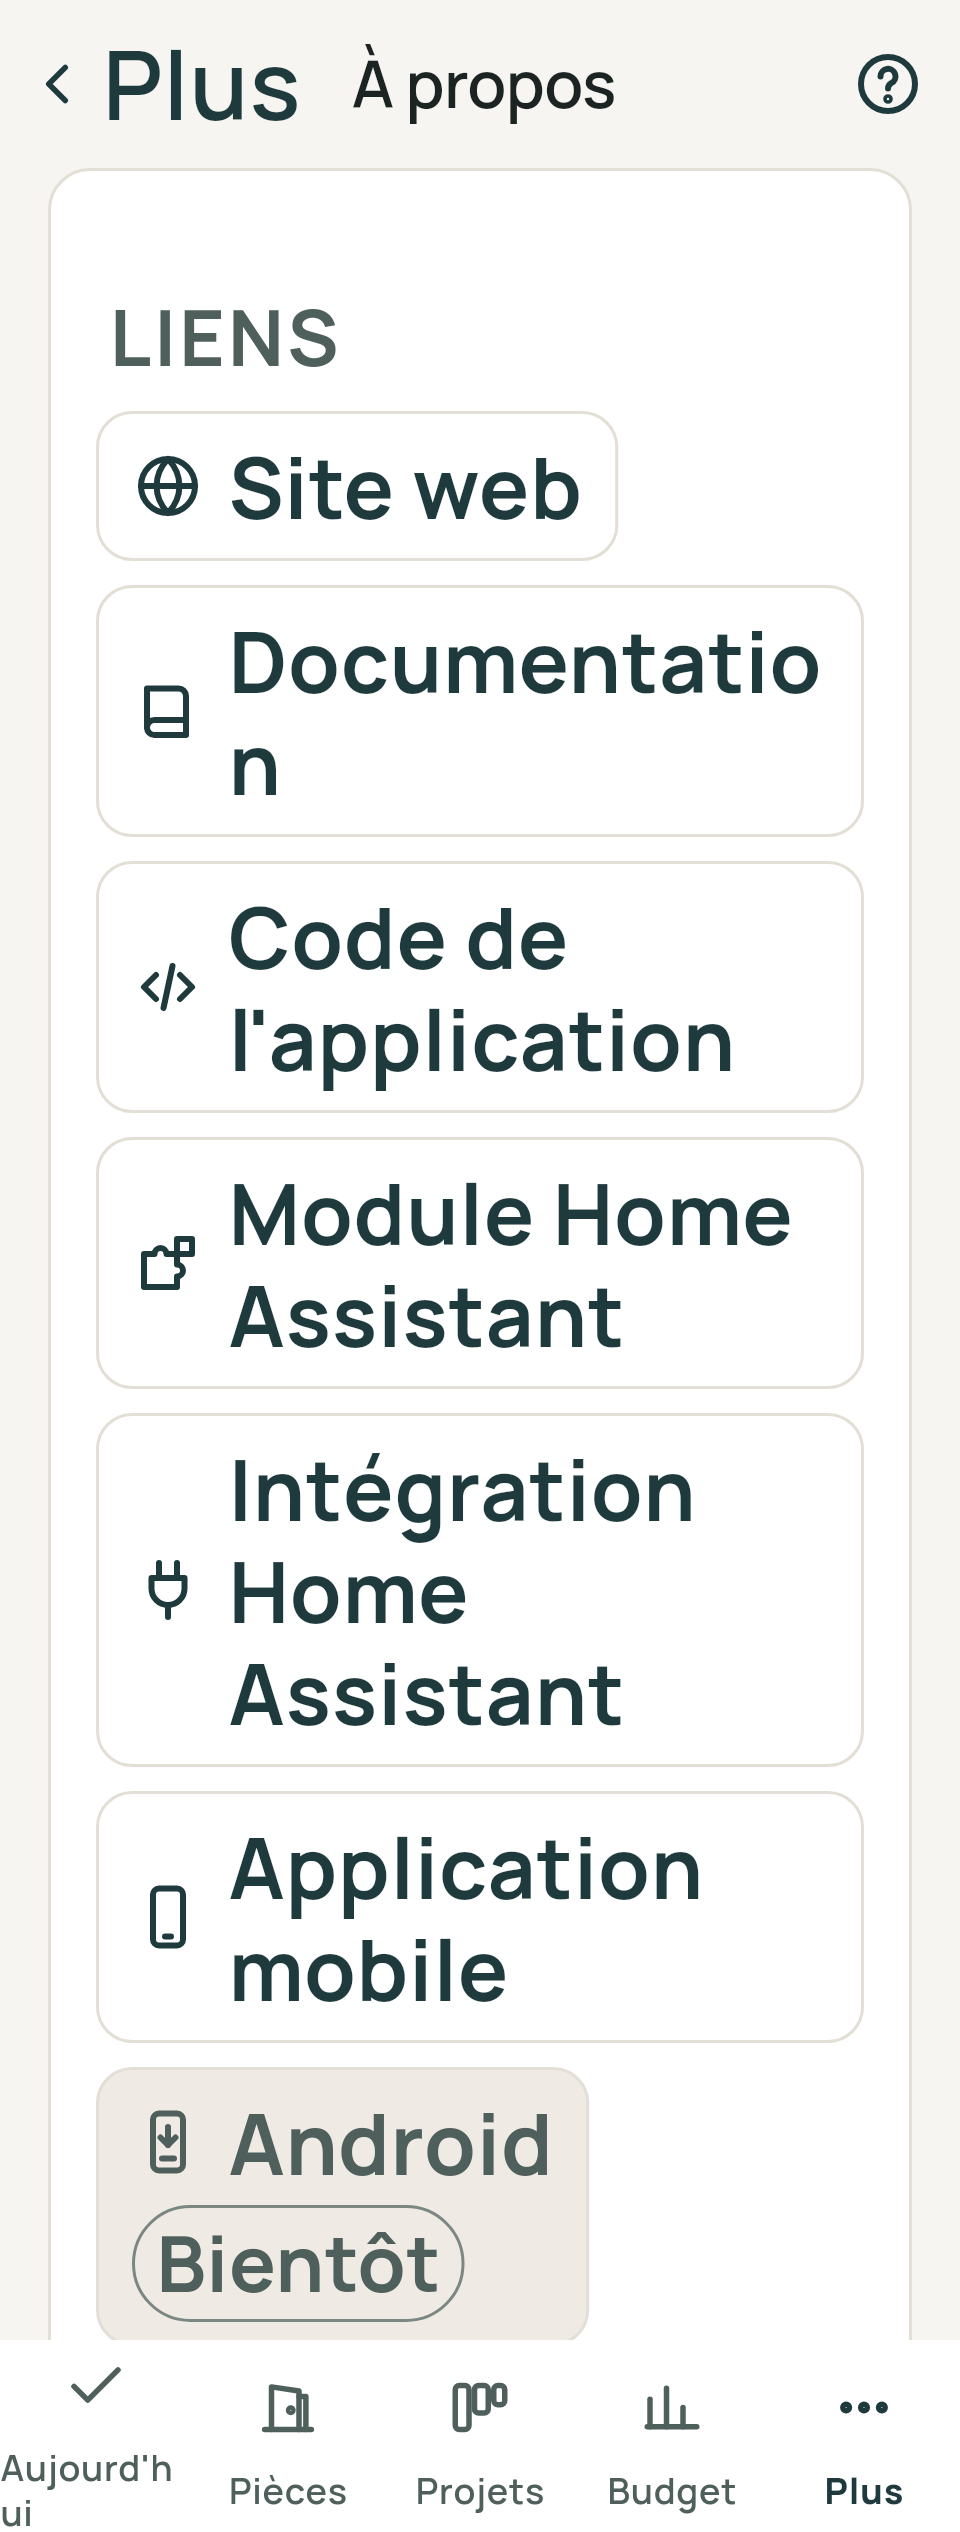 Plus À propos
LIENS
Site web
Documentatio
n
Code de
l'application
Module Home
Assistant
Intégration
Home
Assistant
Application
mobile
Android
Bientôt
Aujourd'h
ui
Pièces
Projets
Budget
Plus